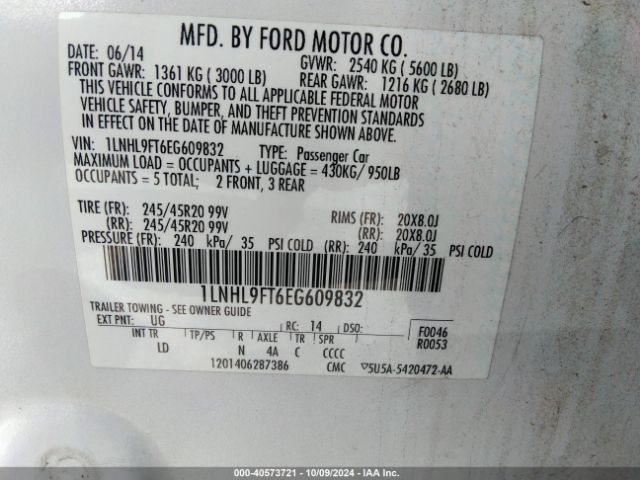 MFD. BY FORD MOTOR CO.
DATE: 06/14
GVWR: 2540 KG ( 5600 LB)
FRONT GAWR: 1361 KG ( 3000 LB)
REAR GAWR: 1216 KG ( 2680 LB)
THIS VEHICLE CONFORMS TO ALL APPLICABLE FEDERAL MOTOR
VEHICLE SAFETY, BUMPER, AND THEFT PREVENTION STANDARDS
IN EFFECT ON THE DATE OF MANUFACTURE SHOWN ABOVE.
VIN: 1LNHL9FT6EG609832 TYPE: Passenger Car
MAXIMUM LOAD = OCCUPANTS + LUGGAGE = 430KG/ 950LB
OCCUPANTS = 5 TOTAL; 2 FRONT, 3 REAR
TIRE (FR): 245/45R20 99V RIMS (FR): 20X8.0J
(RR): 245/45R20 99V (RR): 20X8.0J
PRESSURE (FR): 240 kPa/ 35 PSI COLD (RR): 240 kPa/ 35 PSI COLD
1LNHL9FT6EG609832
TRAILER TOWING - SEE OWNER GUIDE
EXT PNT: UG RC: 14 DSO: F0046
INT TR TP/PS R AXLE TR SPR R0053
LD N 4A C CCCC
1201406287386 CMC 5U5A-5420472-AA
000-40573721 - 10/09/2024 - IAA Inc.